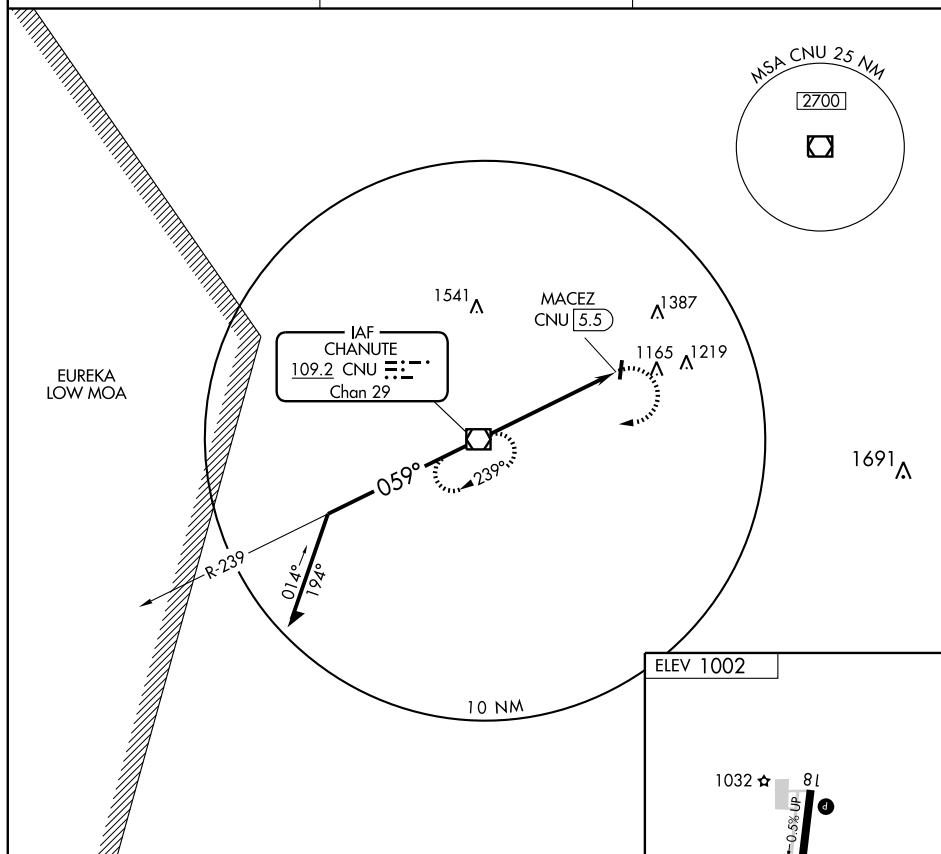 MSA CNU 25 NM
2700
1541
MACEZ
CNU 5.5
1387
IAF
CHANUTE
109.2 CNU
Chan 29
1165
1219
EUREKA
LOW MOA
059°
239°
1691
R-239
014°
194°
10 NM
ELEV 1002
1032
18
0.5% UP
P